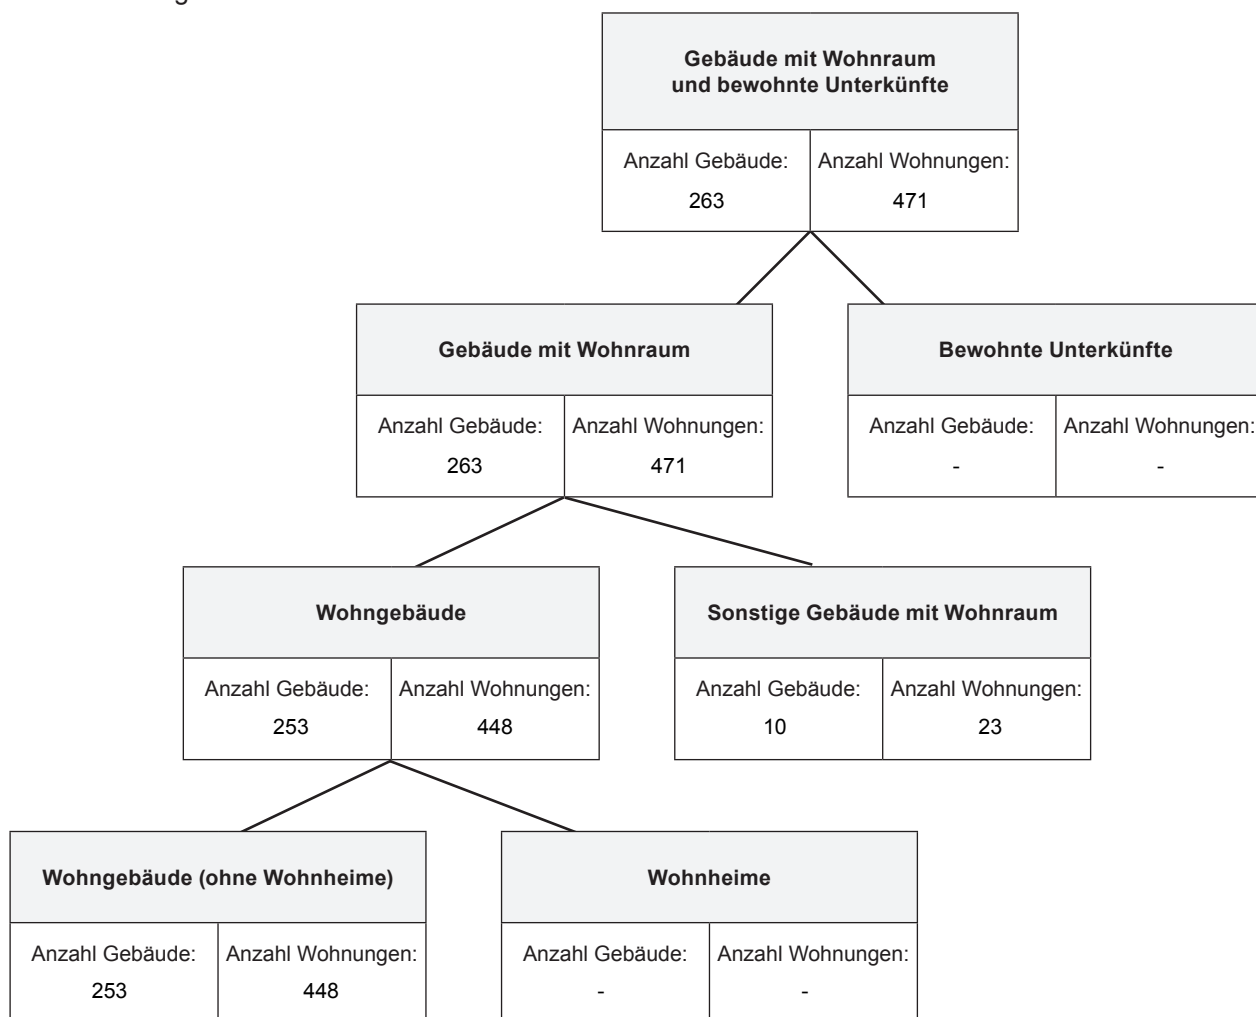 Gebäude mit Wohnraum
und bewohnte Unterkünfte
Anzahl Gebäude: Anzahl Wohnungen:
263 471
Gebäude mit Wohnraum
Bewohnte Unterkünfte
Anzahl Gebäude: Anzahl Wohnungen:
263 471
Anzahl Gebäude: Anzahl Wohnungen:
- -
Wohngebäude
Sonstige Gebäude mit Wohnraum
Anzahl Gebäude: Anzahl Wohnungen:
253 448
Anzahl Gebäude: Anzahl Wohnungen:
10 23
Wohngebäude (ohne Wohnheime)
Wohnheime
Anzahl Gebäude: Anzahl Wohnungen:
253 448
Anzahl Gebäude: Anzahl Wohnungen:
- -